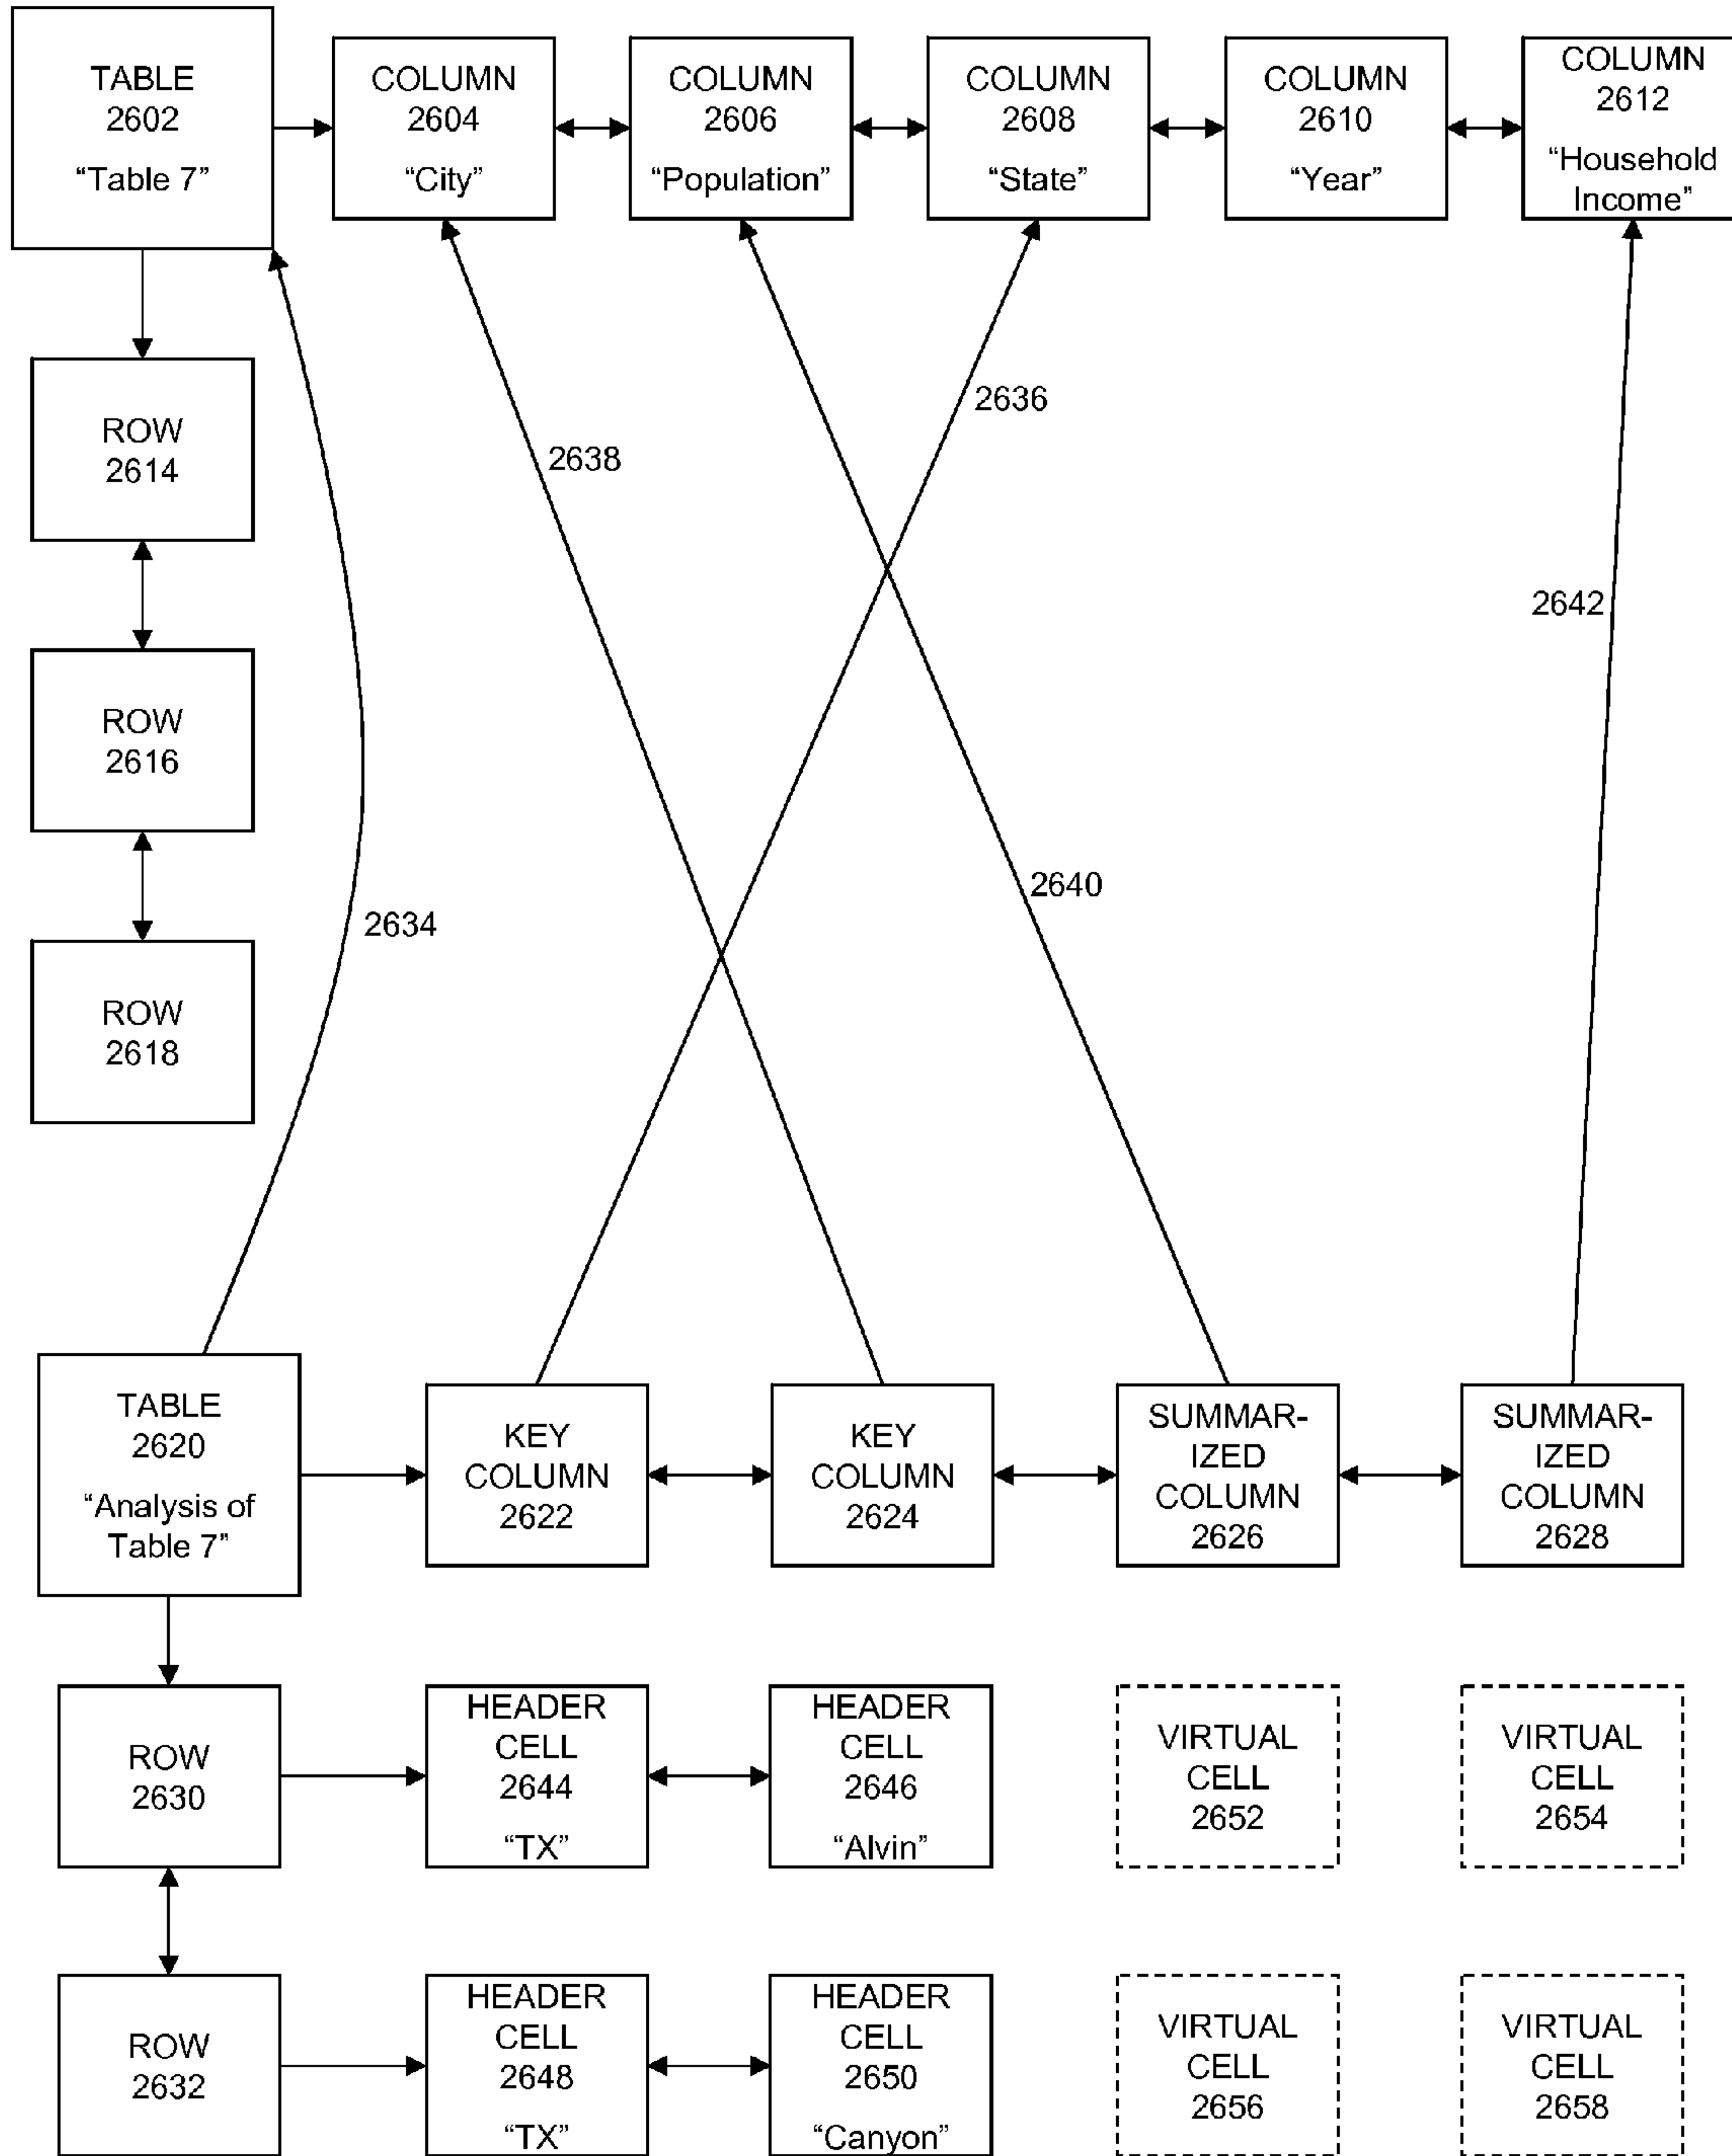 TABLE
2602
“Table 7”
COLUMN
2604
“City”
COLUMN
2606
“Population”
COLUMN
2608
“State”
COLUMN
2610
“Year”
COLUMN
2612
“Household
Income”
ROW
2614
2636
2638
2642
ROW
2616
2640
2634
ROW
2618
TABLE
2620
“Analysis of
Table 7”
KEY
COLUMN
2622
KEY
COLUMN
2624
SUMMAR-
IZED
COLUMN
2626
SUMMAR-
IZED
COLUMN
2628
ROW
2630
HEADER
CELL
2644
“TX”
HEADER
CELL
2646
“Alvin”
VIRTUAL
CELL
2652
VIRTUAL
CELL
2654
ROW
2632
HEADER
CELL
2648
“TX”
HEADER
CELL
2650
“Canyon”
VIRTUAL
CELL
2656
VIRTUAL
CELL
2658